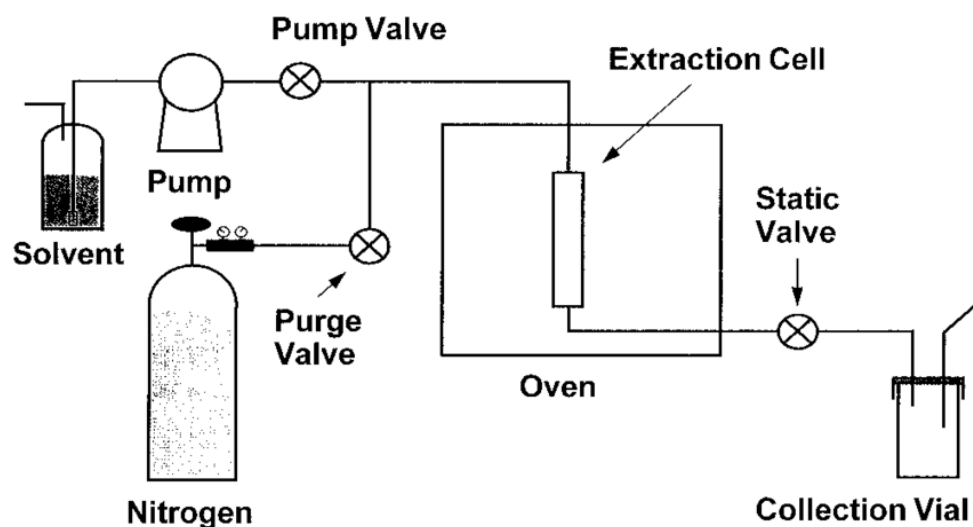 Pump Valve
Extraction Cell
Pump
Static
Valve
Solvent
Purge
Valve
Oven
Nitrogen
Collection Vial